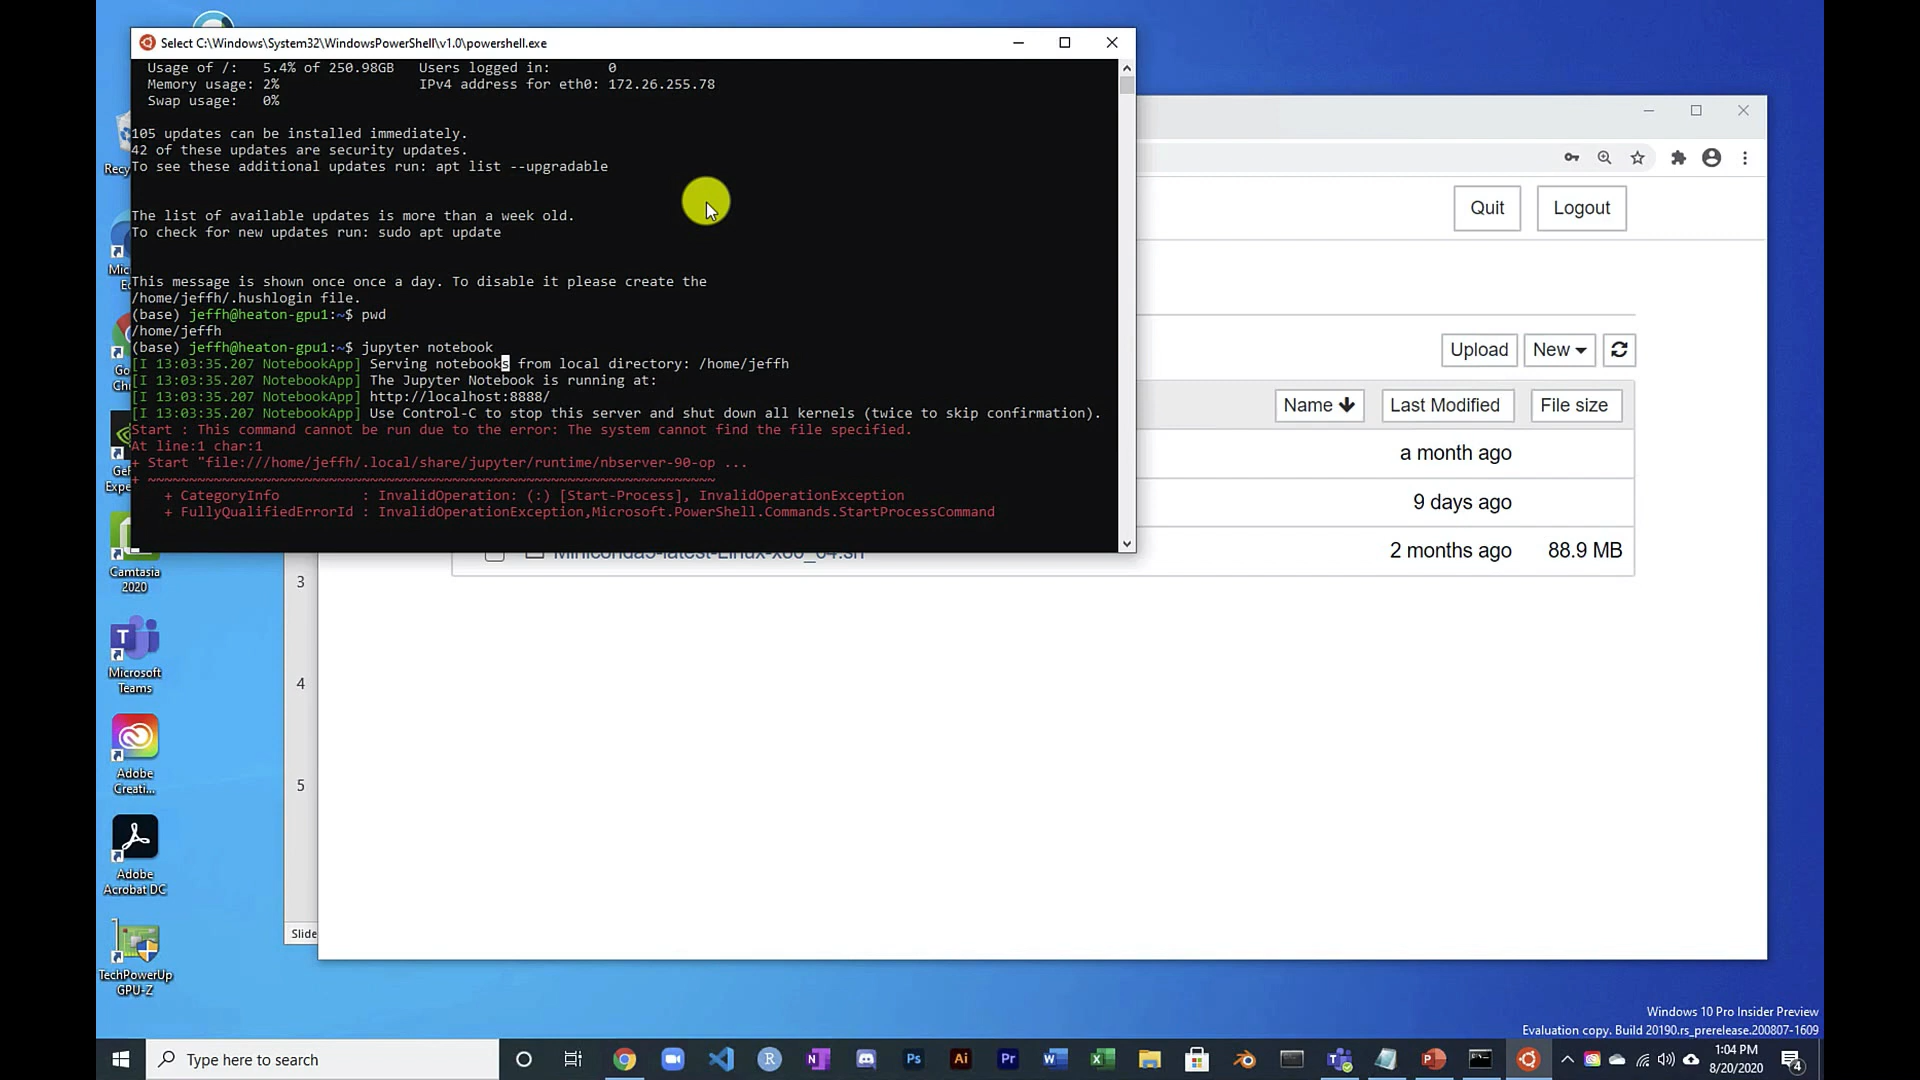 Select C:\Windows\System32\WindowsPowerShell\v1.0\powershell.exe
Usage of /: 5.4% of 250.98GB Users logged in: 0
Memory usage: 2% IPv4 address for eth0: 172.26.255.78
Swap usage: 0%
105 updates can be installed immediately.
42 of these updates are security updates.
To see these additional updates run: apt list --upgradable
The list of available updates is more than a week old.
To check for new updates run: sudo apt update
This message is shown once once a day. To disable it please create the
/home/jeffh/.hushlogin file.
(base) jeffh@heaton-gpu1:~$ pwd
/home/jeffh
(base) jeffh@heaton-gpu1:~$ jupyter notebook
[I 13:03:35.207 NotebookApp] Serving notebooks from local directory: /home/jeffh
[I 13:03:35.207 NotebookApp] The Jupyter Notebook is running at:
[I 13:03:35.207 NotebookApp] http://localhost:8888/
[I 13:03:35.207 NotebookApp] Use Control-C to stop this server and shut down all kernels (twice to skip confirmation).
Start : This command cannot be run due to the error: The system cannot find the file specified.
At line:1 char:1
+ Start "file:///home/jeffh/.local/share/jupyter/runtime/nbserver-90-op ...
+ ~~~~~~~~~~~~~~~~~~~~~~~~~~~~~~~~~~~~~~~~~~~~~~~~~~~~~~~~~~~~~~~~~~~~~
+ CategoryInfo : InvalidOperation: (:) [Start-Process], InvalidOperationException
+ FullyQualifiedErrorId : InvalidOperationException,Microsoft.PowerShell.Commands.StartProcessCommand
Quit Logout
Upload New
Name Last Modified File size
a month ago
9 days ago
Miniconda3-latest-Linux-x86_64.sh 2 months ago 88.9 MB
3
4
5
Slide
Recy
Camtasia
2020
Microsoft
Teams
Adobe
Creati...
Adobe
Acrobat DC
TechPowerUp
GPU-Z
Windows 10 Pro Insider Preview
Evaluation copy. Build 20190.rs_prerelease.200807-1609
Type here to search
1:04 PM
8/20/2020
4